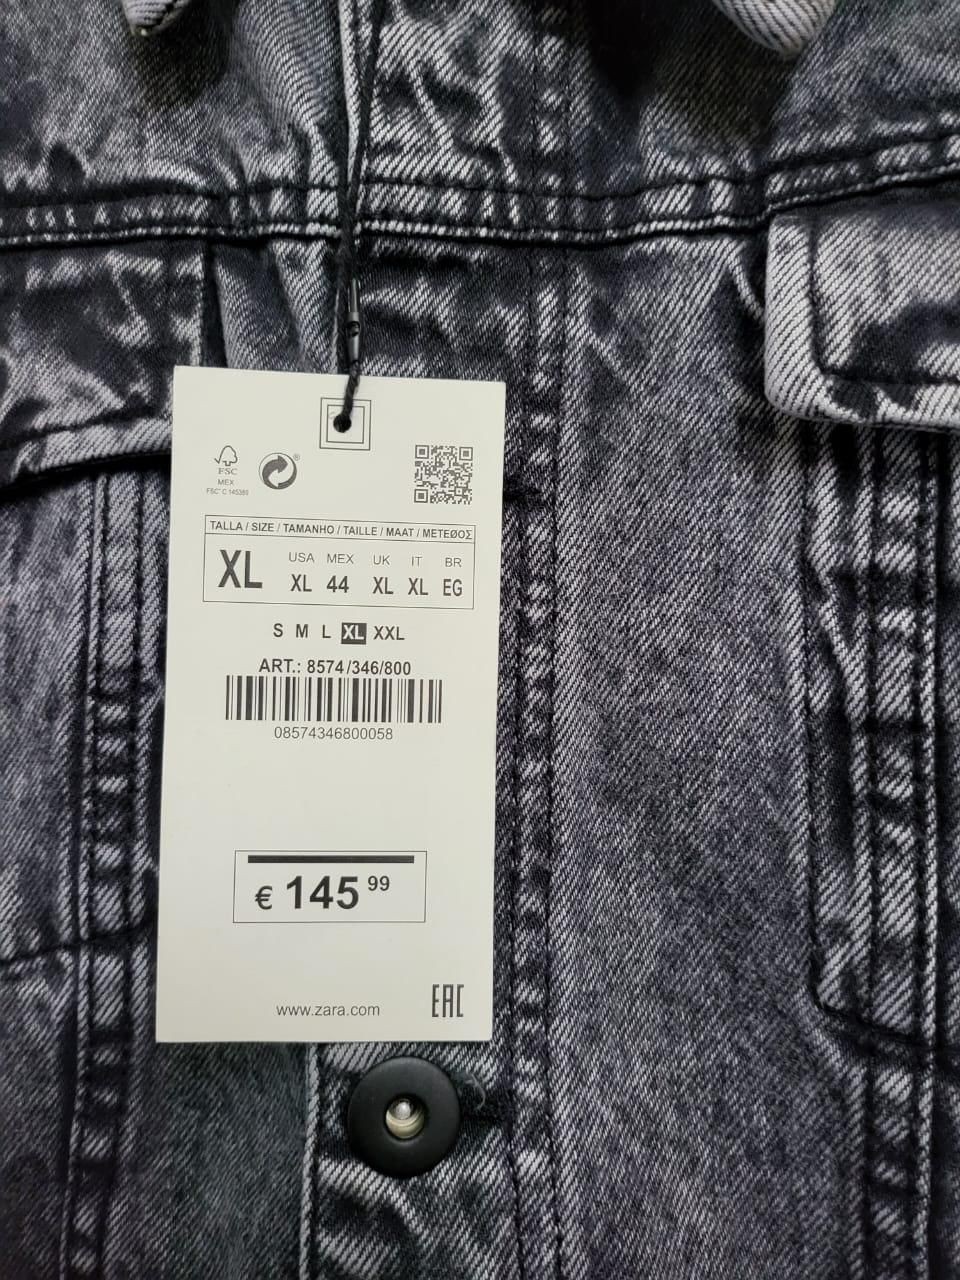 FSC
MEX
FSC® C 145389
®
TALLA / SIZE / TAMANHO / TAILLE / MAAT / ΜΕΤΕØΟΣ
XL
USA MEX UK IT BR
XL 44 XL XL EG
S M L XL XXL
ART.: 8574/346/800
08574346800058
€ 145 99
www.zara.com
EAC